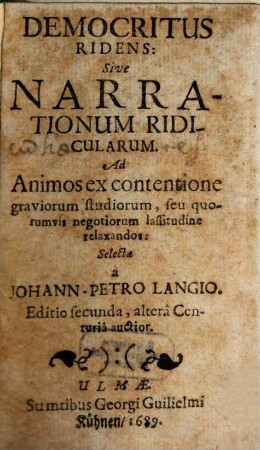 DEMOCRITUS
RIDENS:
Sive
NARRA-
TIONUM RIDI-
CULARUM.
Ad
Animos ex contentione
graviorum ſtudiorum, ſeu quo-
rumvis negotiorum laſſitudine
relaxandos:
Selectæ
à
JOHANN-PETRO LANGIO.
Editio ſecunda, alterâ Cen-
turiâ auctior.
ULMÆ.
Sumtibus Georgi Guilielmi
Kühnen/1689.